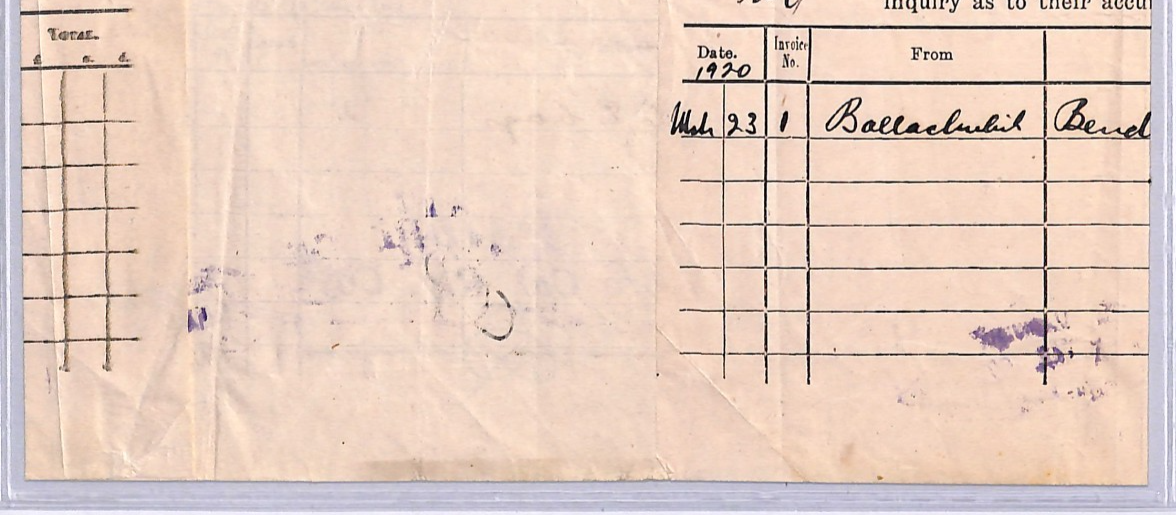 inquiry as to their accu
Total.
£ s. d.
Date. Invoice No. From
1920
Mch 23 1 Ballachulish Bend